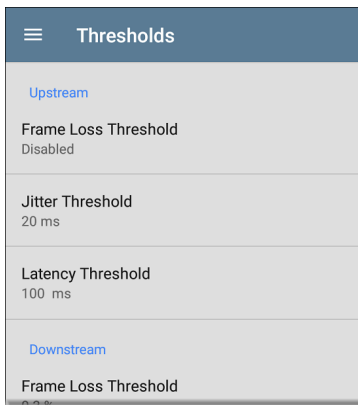 Thresholds
Upstream
Frame Loss Threshold
Disabled
Jitter Threshold
20 ms
Latency Threshold
100 ms
Downstream
Frame Loss Threshold